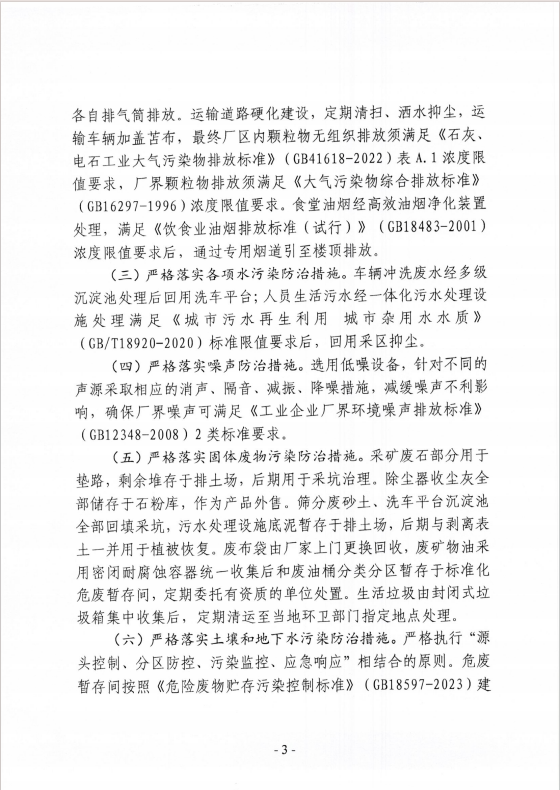 各自排气筒排放。运输道路硬化建设，定期清扫、洒水抑尘，运
输车辆加盖苫布，最终厂区内颗粒物无组织排放须满足《石灰、
电石工业大气污染物排放标准》（GB41618-2022）表 A.1 浓度限
值要求，厂界颗粒物排放须满足《大气污染物综合排放标准》
（GB16297-1996）浓度限值要求。食堂油烟经高效油烟净化装置
处理，满足《饮食业油烟排放标准（试行）》（GB18483-2001）
浓度限值要求后，通过专用烟道引至楼顶排放。
（三）严格落实各项水污染防治措施。车辆冲洗废水经多级
沉淀池处理后回用洗车平台；人员生活污水经一体化污水处理设
施处理满足《城市污水再生利用 城市杂用水水质》
（GB/T18920-2020）标准限值要求后，回用采区抑尘。
（四）严格落实噪声防治措施。选用低噪设备，针对不同的
声源采取相应的消声、隔音、减振、降噪措施，减缓噪声不利影
响，确保厂界噪声可满足《工业企业厂界环境噪声排放标准》
（GB12348-2008）2 类标准要求。
（五）严格落实固体废物污染防治措施。采矿废石部分用于
垫路，剩余堆存于排土场，后期用于采坑治理。除尘器收尘灰全
部储存于石粉库，作为产品外售。筛分废砂土、洗车平台沉淀池
全部回填采坑，污水处理设施底泥暂存于排土场，后期与剥离表
土一并用于植被恢复。废布袋由厂家上门更换回收，废矿物油采
用密闭耐腐蚀容器统一收集后和废油桶分类分区暂存于标准化
危废暂存间，定期委托有资质的单位处置。生活垃圾由封闭式垃
圾箱集中收集后，定期清运至当地环卫部门指定地点处理。
（六）严格落实土壤和地下水污染防治措施。严格执行“源
头控制、分区防控、污染监控、应急响应”相结合的原则。危废
暂存间按照《危险废物贮存污染控制标准》（GB18597-2023）建
- 3 -